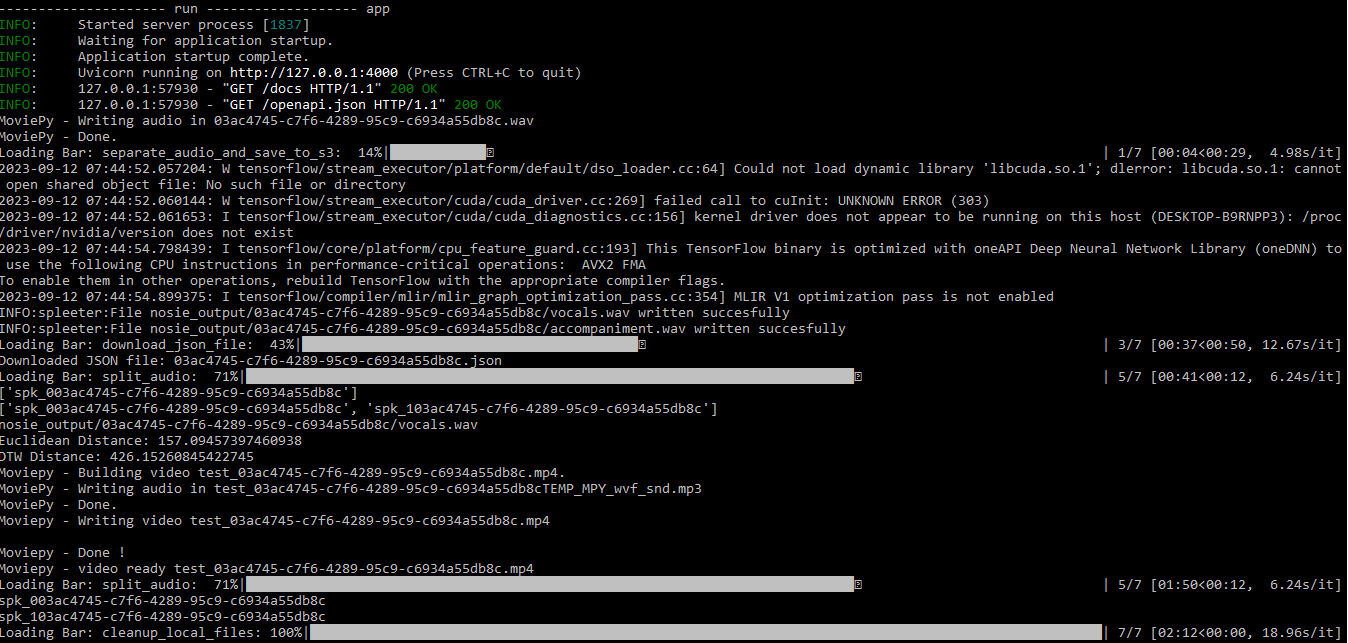 --------------------- run ------------------- app
INFO:     Started server process [1837]
INFO:     Waiting for application startup.
INFO:     Application startup complete.
INFO:     Uvicorn running on http://127.0.0.1:4000 (Press CTRL+C to quit)
INFO:     127.0.0.1:57930 - "GET /docs HTTP/1.1" 200 OK
INFO:     127.0.0.1:57930 - "GET /openapi.json HTTP/1.1" 200 OK
MoviePy - Writing audio in 03ac4745-c7f6-4289-95c9-c6934a55db8c.wav
MoviePy - Done.
Loading Bar: separate_audio_and_save_to_s3:  14%| | 1/7 [00:04<00:29,  4.98s/it]
2023-09-12 07:44:52.057204: W tensorflow/stream_executor/platform/default/dso_loader.cc:64] Could not load dynamic library 'libcuda.so.1'; dlerror: libcuda.so.1: cannot
 open shared object file: No such file or directory
2023-09-12 07:44:52.060144: W tensorflow/stream_executor/cuda/cuda_driver.cc:269] failed call to cuInit: UNKNOWN ERROR (303)
2023-09-12 07:44:52.061653: I tensorflow/stream_executor/cuda/cuda_diagnostics.cc:156] kernel driver does not appear to be running on this host (DESKTOP-B9RNPP3): /proc
/driver/nvidia/version does not exist
2023-09-12 07:44:54.798439: I tensorflow/core/platform/cpu_feature_guard.cc:193] This TensorFlow binary is optimized with oneAPI Deep Neural Network Library (oneDNN) to
 use the following CPU instructions in performance-critical operations:  AVX2 FMA
To enable them in other operations, rebuild TensorFlow with the appropriate compiler flags.
2023-09-12 07:44:54.899375: I tensorflow/compiler/mlir/mlir_graph_optimization_pass.cc:354] MLIR V1 optimization pass is not enabled
INFO:spleeter:File nosie_output/03ac4745-c7f6-4289-95c9-c6934a55db8c/vocals.wav written succesfully
INFO:spleeter:File nosie_output/03ac4745-c7f6-4289-95c9-c6934a55db8c/accompaniment.wav written succesfully
Loading Bar: download_json_file:  43%| | 3/7 [00:37<00:50, 12.67s/it]
Downloaded JSON file: 03ac4745-c7f6-4289-95c9-c6934a55db8c.json
Loading Bar: split_audio:  71%| | 5/7 [00:41<00:12,  6.24s/it]
['spk_003ac4745-c7f6-4289-95c9-c6934a55db8c']
['spk_003ac4745-c7f6-4289-95c9-c6934a55db8c', 'spk_103ac4745-c7f6-4289-95c9-c6934a55db8c']
nosie_output/03ac4745-c7f6-4289-95c9-c6934a55db8c/vocals.wav
Euclidean Distance: 157.09457397460938
DTW Distance: 426.15260845422745
Moviepy - Building video test_03ac4745-c7f6-4289-95c9-c6934a55db8c.mp4.
MoviePy - Writing audio in test_03ac4745-c7f6-4289-95c9-c6934a55db8cTEMP_MPY_wvf_snd.mp3
MoviePy - Done.
Moviepy - Writing video test_03ac4745-c7f6-4289-95c9-c6934a55db8c.mp4
Moviepy - Done !
Moviepy - video ready test_03ac4745-c7f6-4289-95c9-c6934a55db8c.mp4
Loading Bar: split_audio:  71%| | 5/7 [01:50<00:12,  6.24s/it]
spk_003ac4745-c7f6-4289-95c9-c6934a55db8c
spk_103ac4745-c7f6-4289-95c9-c6934a55db8c
Loading Bar: cleanup_local_files: 100%| | 7/7 [02:12<00:00, 18.96s/it]